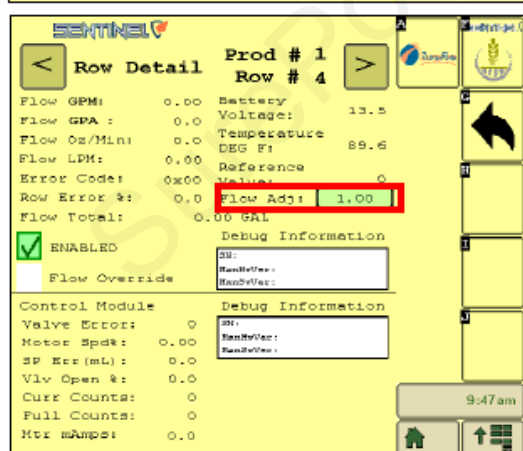 SENTINEL
< Row Detail Prod # 1 Row # 4 >
A
SurePoint
Flow GPM: 0.00
Flow GPA : 0.0
Flow Oz/Min: 0.0
Flow LPM: 0.00
Error Code: 0x00
Row Error %: 0.0
Flow Total: 0.00 GAL
Battery Voltage: 13.5
Temperature DEG F: 89.6
Reference Value: 0
Flow Adj: [ 1.00 ]
ENABLED
Flow Override
Debug Information
SN:
ManHwVer:
ManSwVer:
Control Module
Valve Error: 0
Motor Spd%: 0.00
SP Err(mL): 0.0
Vlv Open %: 0.0
Curr Counts: 0
Full Counts: 0
Mtr mAmps: 0.0
Debug Information
SN:
HanHwVer:
HanSwVer:
G
H
I
J
9:47am